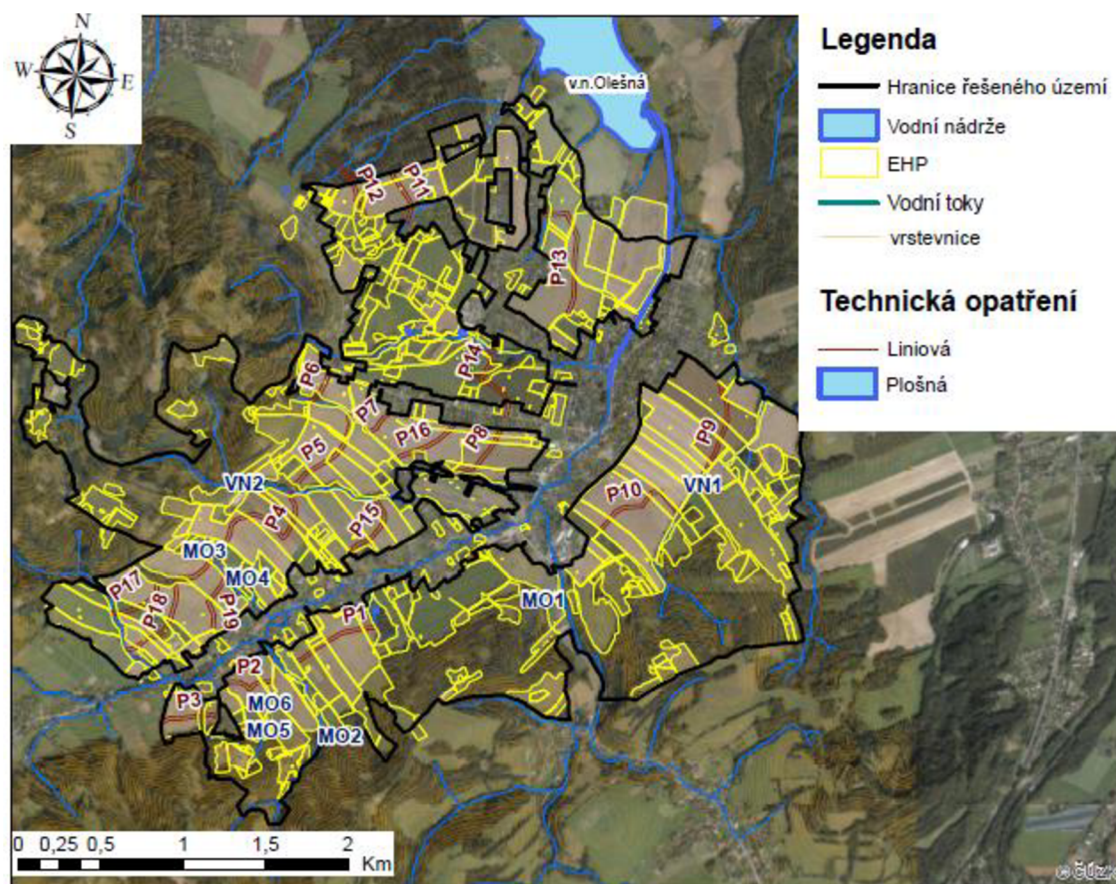 N
W E
S
v.n.Olešná
P12
P11
P13
P14
P6
P7
P16
P8
P5
P9
VN2
VN1
P10
P4
P15
MO3
MO4
P17
P18
P19
MO1
P1
P2
P3
MO6
MO5
MO2
0 0,25 0,5 1 1,5 2
Km
Legenda
Hranice řešeného území
Vodní nádrže
EHP
Vodní toky
vrstevnice
Technická opatření
Liniová
Plošná
© ČÚZK